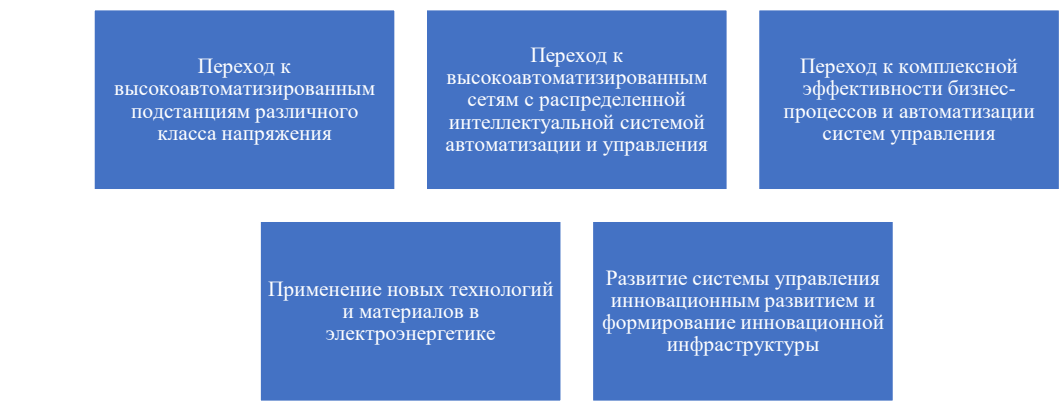 Переход к
высокоавтоматизированным
подстанциям различного
класса напряжения
Переход к
высокоавтоматизированным
сетям с распределенной
интеллектуальной системой
автоматизации и управления
Переход к комплексной
эффективности бизнес-
процессов и автоматизации
систем управления
Применение новых технологий
и материалов в
электроэнергетике
Развитие системы управления
инновационным развитием и
формирование инновационной
инфраструктуры